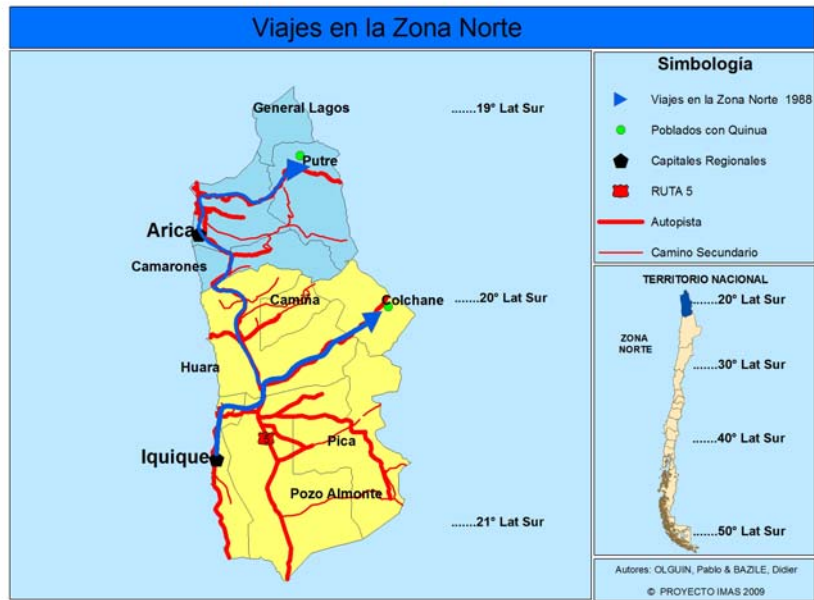 Viajes en la Zona Norte
General Lagos
.......19° Lat Sur
Putre
Arica
Camarones
Camiña
Colchane
.......20° Lat Sur
Huara
Iquique
Pica
Pozo Almonte
.......21° Lat Sur
Simbología
Viajes en la Zona Norte 1988
Poblados con Quinua
Capitales Regionales
RUTA 5
Autopista
Camino Secundario
TERRITORIO NACIONAL
.......20° Lat Sur
ZONA
NORTE
.......30° Lat Sur
.......40° Lat Sur
.......50° Lat Sur
Autores: OLGUIN, Pablo & BAZILE, Didier
© PROYECTO IMAS 2009